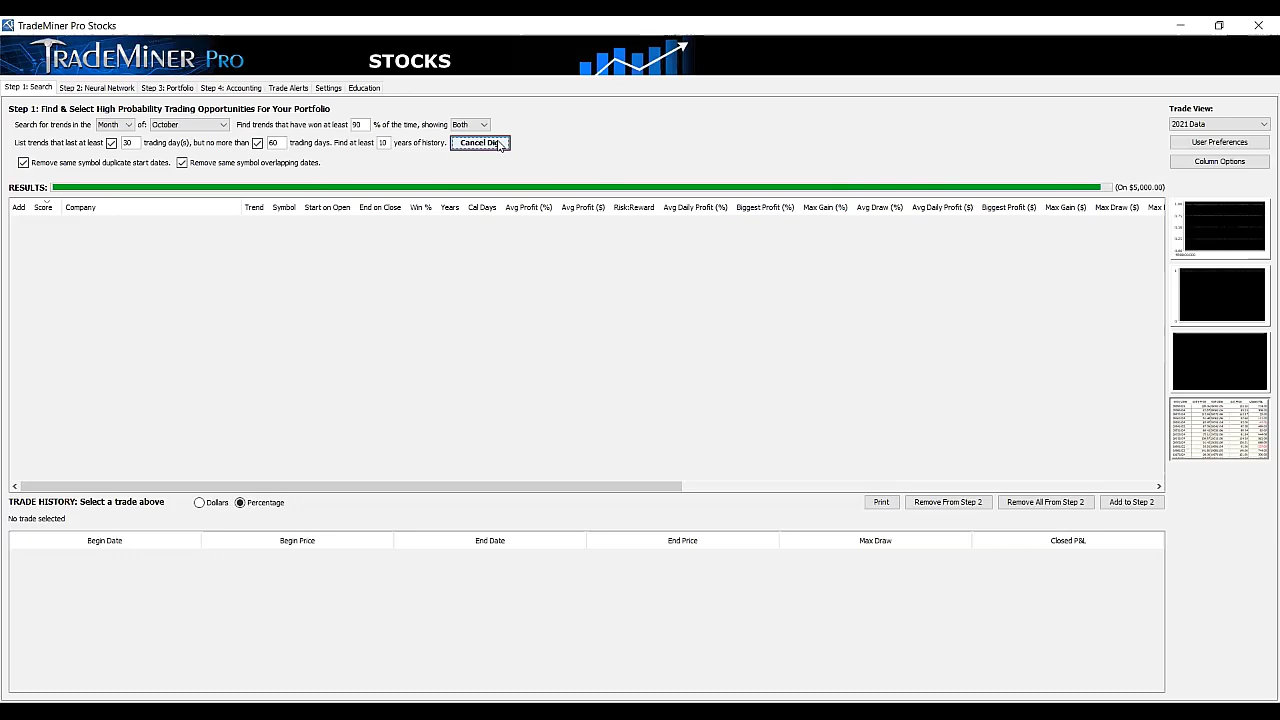 TradeMiner Pro Stocks
TRADEMINER PRO
STOCKS
Step 1: Search Step 2: Neural Network Step 3: Portfolio Step 4: Accounting Trade Alerts Settings Education
Step 1: Find & Select High Probability Trading Opportunities For Your Portfolio
Trade View:
Search for trends in the Month of: October Find trends that have won at least 90 % of the time, showing Both
2021 Data
List trends that last at least 30 trading day(s), but no more than 60 trading days. Find at least 10 years of history. Cancel Dig
User Preferences
Remove same symbol duplicate start dates. Remove same symbol overlapping dates.
Column Options
RESULTS: (On $5,000.00)
Add Score Company Trend Symbol Start on Open End on Close Win % Years Cal Days Avg Profit (%) Avg Profit ($) Risk:Reward Avg Daily Profit (%) Biggest Profit (%) Max Gain (%) Avg Draw (%) Avg Daily Profit ($) Biggest Profit ($) Max Gain ($) Max Draw ($) Max
TRADE HISTORY: Select a trade above Dollars Percentage Print Remove From Step 2 Remove All From Step 2 Add to Step 2
No trade selected
Begin Date Begin Price End Date End Price Max Draw Closed P&L